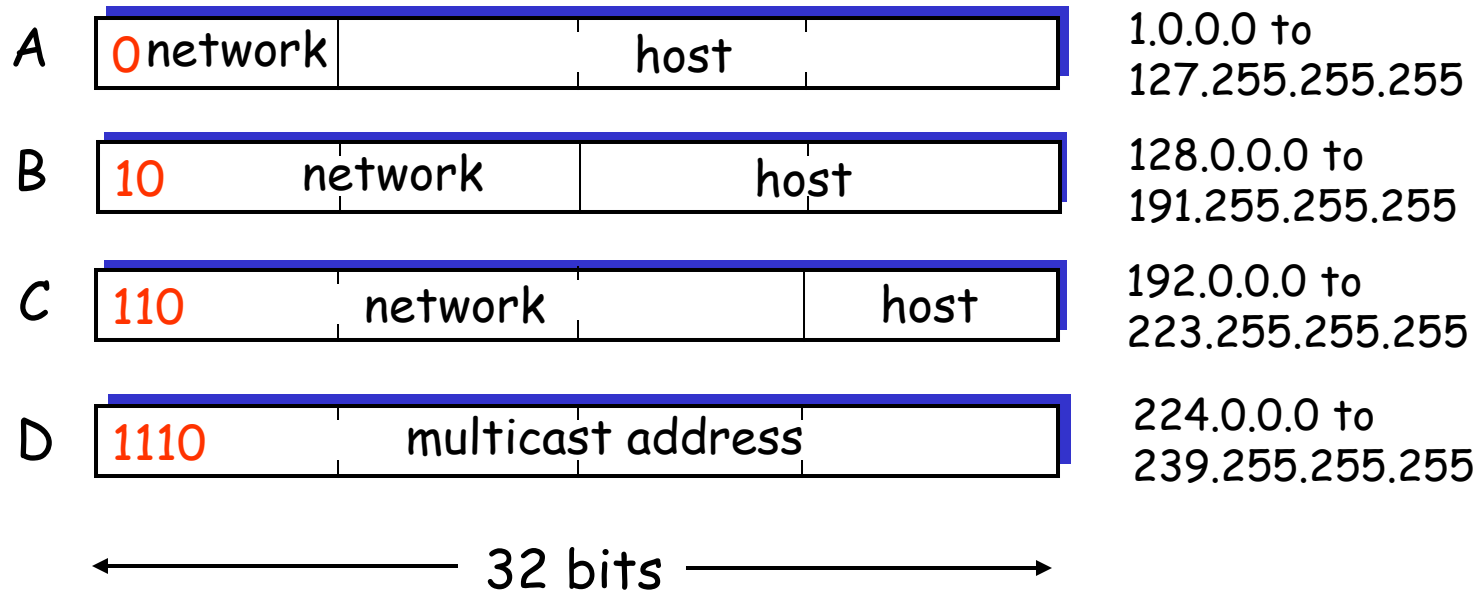 A 0 network host 1.0.0.0 to
127.255.255.255
B 10 network host 128.0.0.0 to
191.255.255.255
C 110 network host 192.0.0.0 to
223.255.255.255
D 1110 multicast address 224.0.0.0 to
239.255.255.255
32 bits